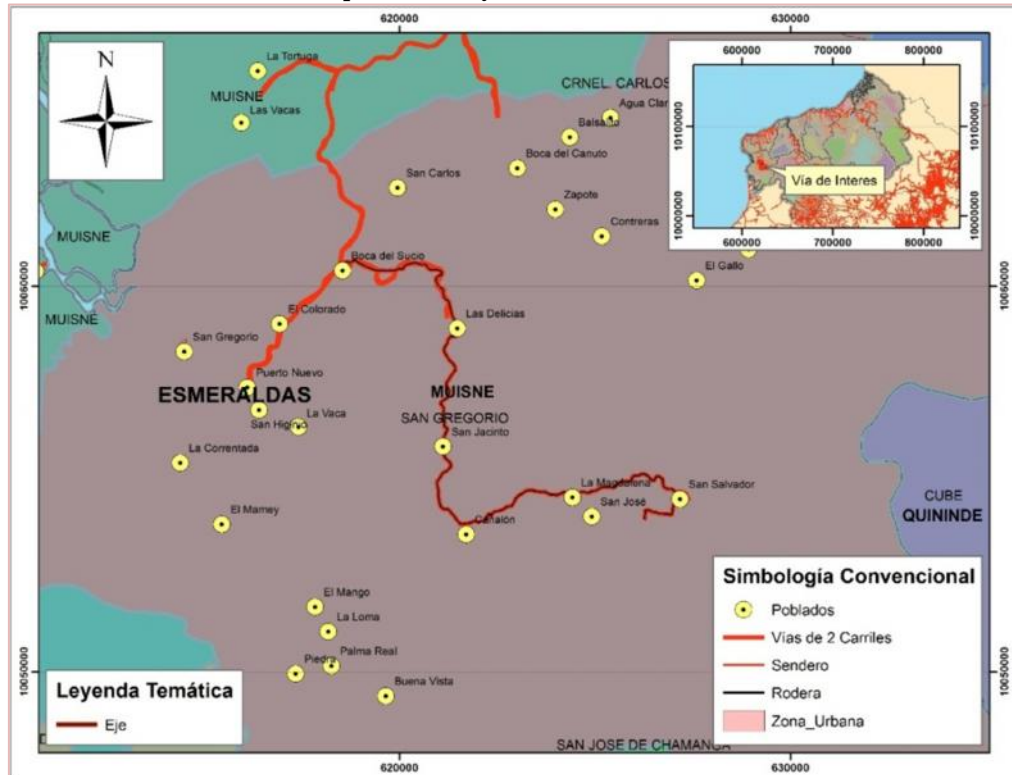 620000
630000
N
La Tortuga
MUISNE
Las Vacas
CRNEL. CARLOS
Agua Clar
Balsalito
Boca del Canuto
San Carlos
Zapote
Contreras
600000
700000
800000
10100000
10100000
Vía de Interes
10000000
10000000
600000
700000
800000
MUISNE
Boca del Sucio
El Gallo
10060000
10060000
MUISNE
El Colorado
Las Delicias
San Gregorio
Puerto Nuevo
ESMERALDAS
MUISNE
La Vaca
SAN GREGORIO
San Higinio
San Jacinto
La Correntada
La Magdalena
San Salvador
CUBE
San José
QUININDE
El Mamey
Cañaión
Simbología Convencional
Poblados
Vías de 2 Carriles
Sendero
Rodera
Zona_Urbana
El Mango
La Loma
Palma Real
Piedra
10050000
10050000
Buena Vista
Leyenda Temática
Eje
SAN JOSE DE CHAMANGA
620000
630000